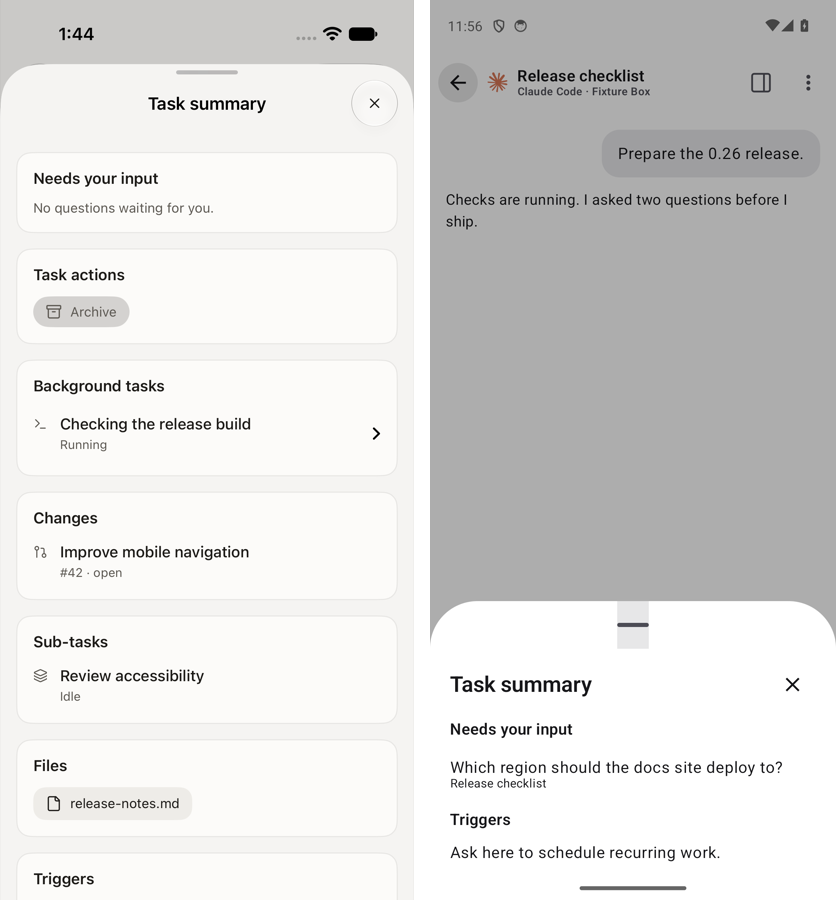 1:44
Task summary
Needs your input
No questions waiting for you.
Task actions
Archive
Background tasks
Checking the release build
Running
Changes
Improve mobile navigation
#42 · open
Sub-tasks
Review accessibility
Idle
Files
release-notes.md
Triggers
11:56
Release checklist
Claude Code · Fixture Box
Prepare the 0.26 release.
Checks are running. I asked two questions before I
ship.
Task summary
Needs your input
Which region should the docs site deploy to?
Release checklist
Triggers
Ask here to schedule recurring work.